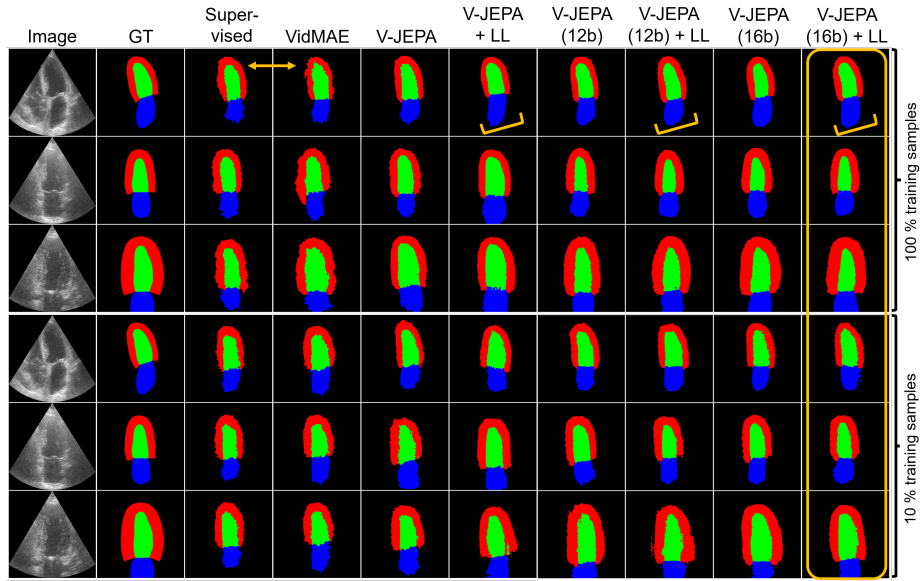 Image
GT
Super-
vised
VidMAE
V-JEPA
V-JEPA
+ LL
V-JEPA
(12b)
V-JEPA
(12b) + LL
V-JEPA
(16b)
V-JEPA
(16b) + LL
100 % training samples
10 % training samples